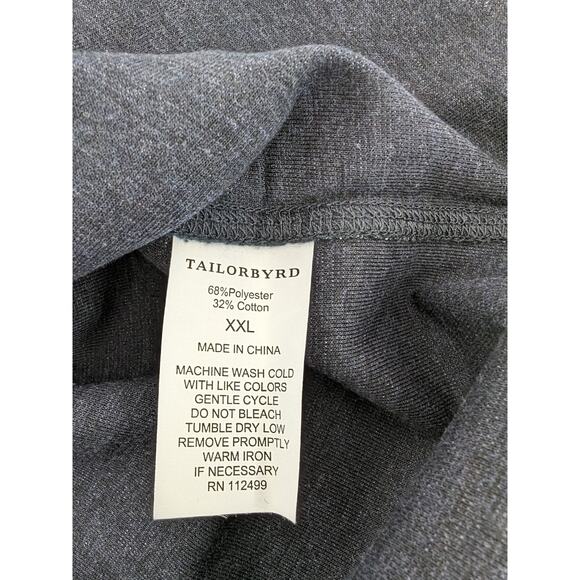 TAILORBYRD
68%Polyester
32% Cotton
XXL
MADE IN CHINA
MACHINE WASH COLD
WITH LIKE COLORS
GENTLE CYCLE
DO NOT BLEACH
TUMBLE DRY LOW
REMOVE PROMPTLY
WARM IRON
IF NECESSARY
RN 112499